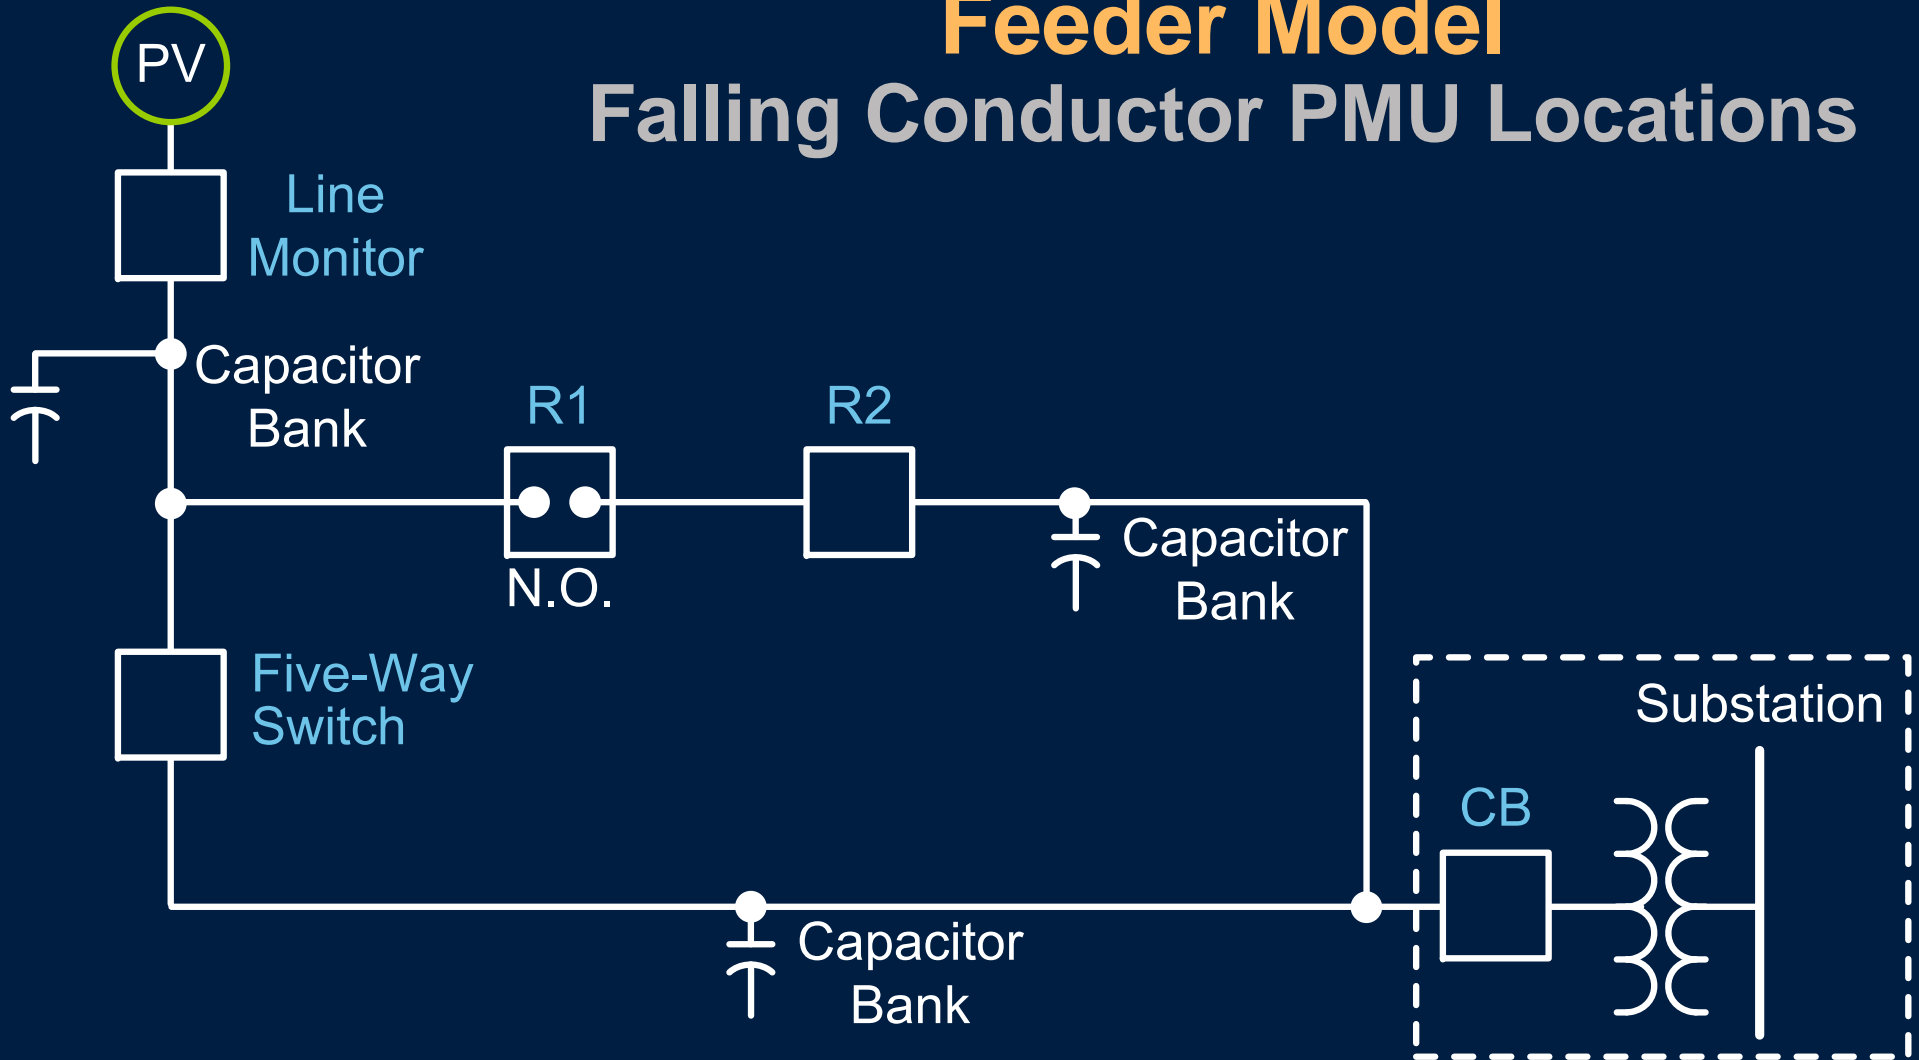 Feeder Model
Falling Conductor PMU Locations
PV
Line
Monitor
Capacitor
Bank
R1
R2
N.O.
Capacitor
Bank
Five-Way
Switch
Substation
CB
Capacitor
Bank